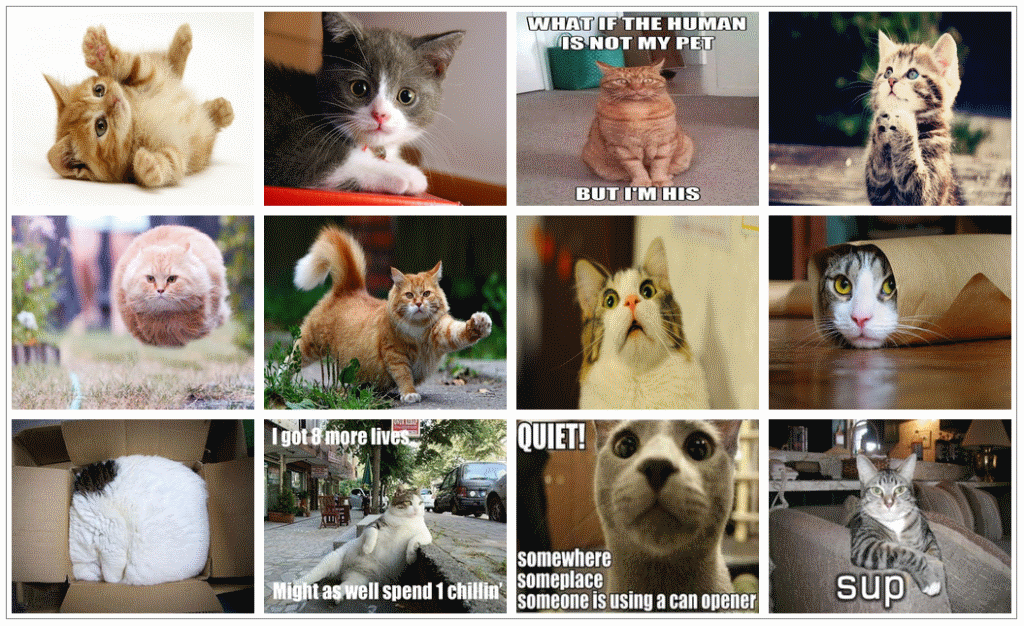 WHAT IF THE HUMAN
IS NOT MY PET
BUT I'M HIS
I got 8 more lives...
Might as well spend 1 chillin'
QUIET!
somewhere
someplace
someone is using a can opener
sup